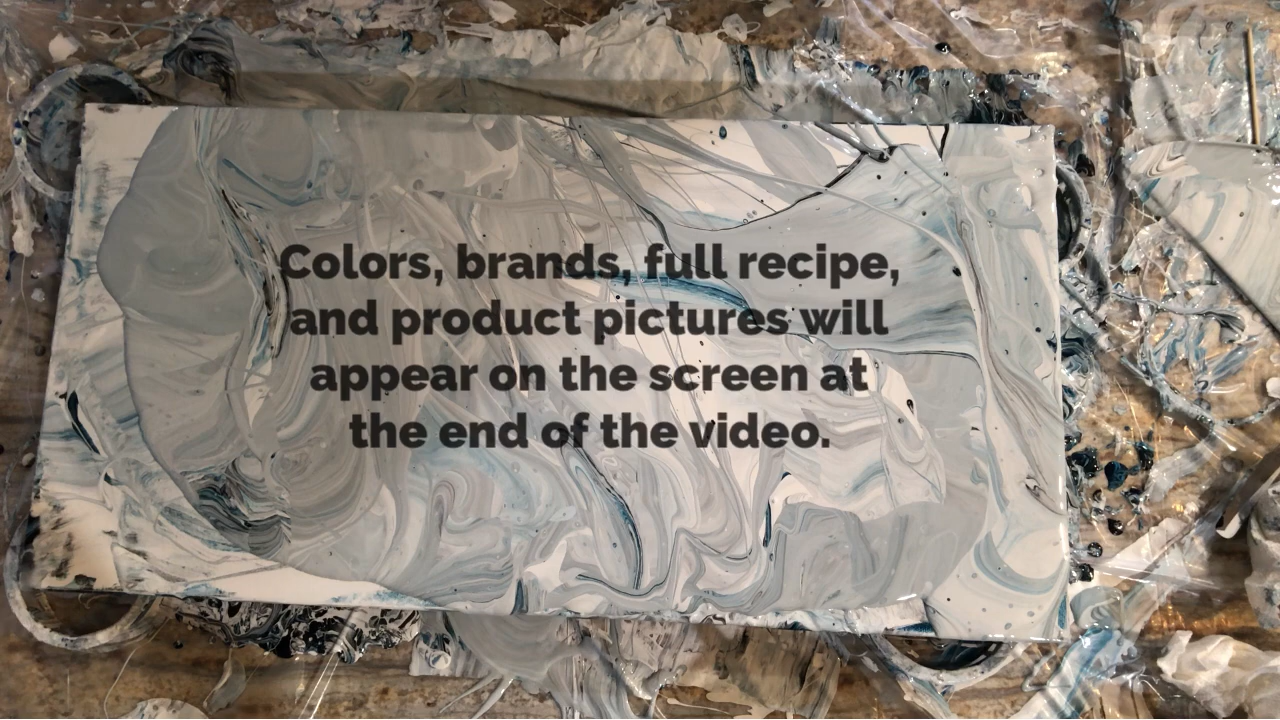 Colors, brands, full recipe,
and product pictures will
appear on the screen at
the end of the video.